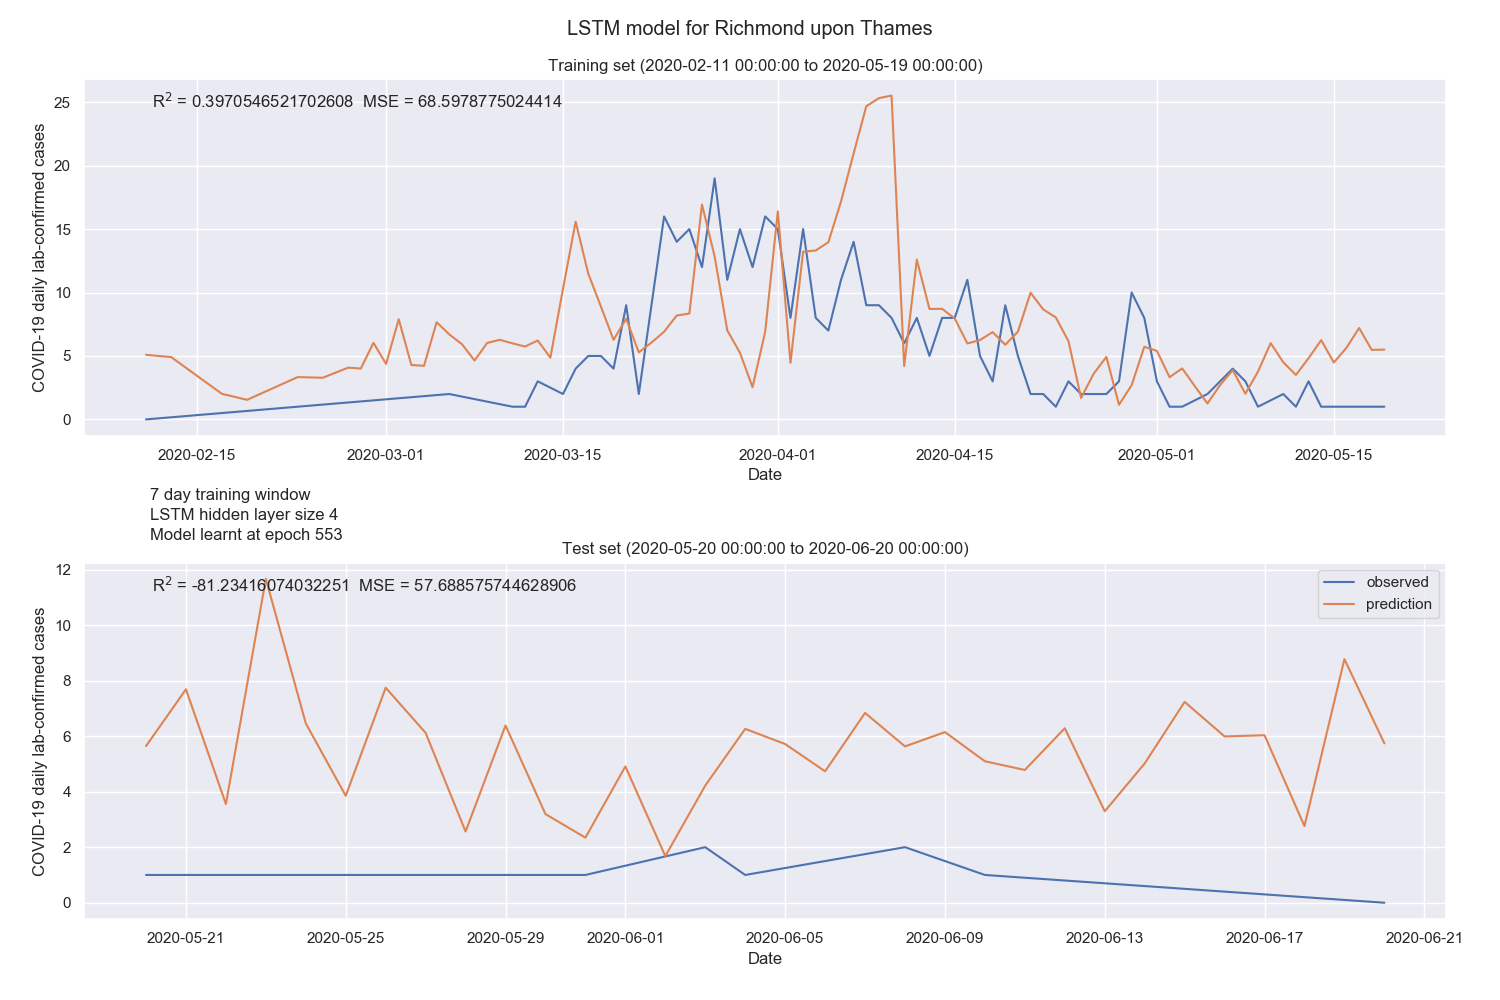 LSTM model for Richmond upon Thames
Training set (2020-02-11 00:00:00 to 2020-05-19 00:00:00)
R² = 0.3970546521702608  MSE = 68.5978775024414
COVID-19 daily lab-confirmed cases
25
20
15
10
5
0
2020-02-15
2020-03-01
2020-03-15
2020-04-01
2020-04-15
2020-05-01
2020-05-15
Date
7 day training window
LSTM hidden layer size 4
Model learnt at epoch 553
Test set (2020-05-20 00:00:00 to 2020-06-20 00:00:00)
R² = -81.23416074032251  MSE = 57.688575744628906
observed
prediction
COVID-19 daily lab-confirmed cases
12
10
8
6
4
2
0
2020-05-21
2020-05-25
2020-05-29
2020-06-01
2020-06-05
2020-06-09
2020-06-13
2020-06-17
2020-06-21
Date